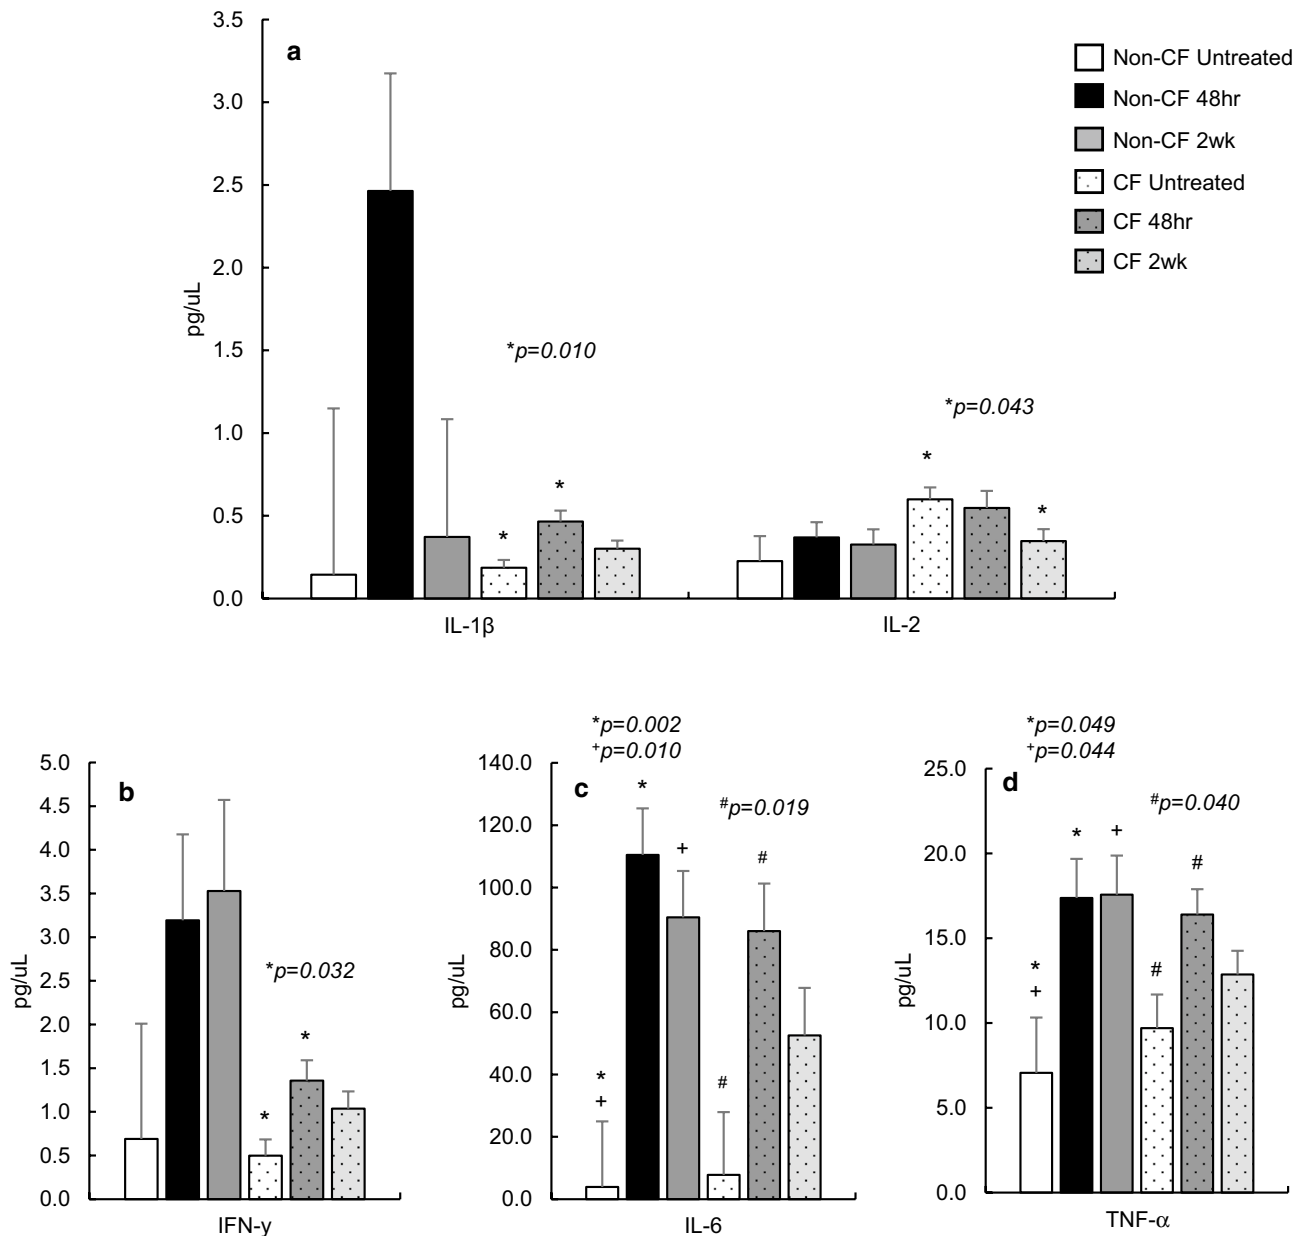 3.5
a
3.0
2.5
2.0
1.5
1.0
0.5
0.0
pg/uL
*p=0.010
*
*
*p=0.043
*
*
IL-1β
IL-2
Non-CF Untreated
Non-CF 48hr
Non-CF 2wk
CF Untreated
CF 48hr
CF 2wk
5.0
b
4.5
4.0
3.5
3.0
2.5
2.0
1.5
1.0
0.5
0.0
pg/uL
*p=0.032
*
*
IFN-y
*p=0.002
+p=0.010
140.0
c
120.0
100.0
80.0
60.0
40.0
20.0
0.0
pg/uL
*
#p=0.019
+
#
*
+
#
IL-6
*p=0.049
+p=0.044
25.0
d
20.0
15.0
10.0
5.0
0.0
pg/uL
#p=0.040
*
+
#
*
+
#
TNF-α